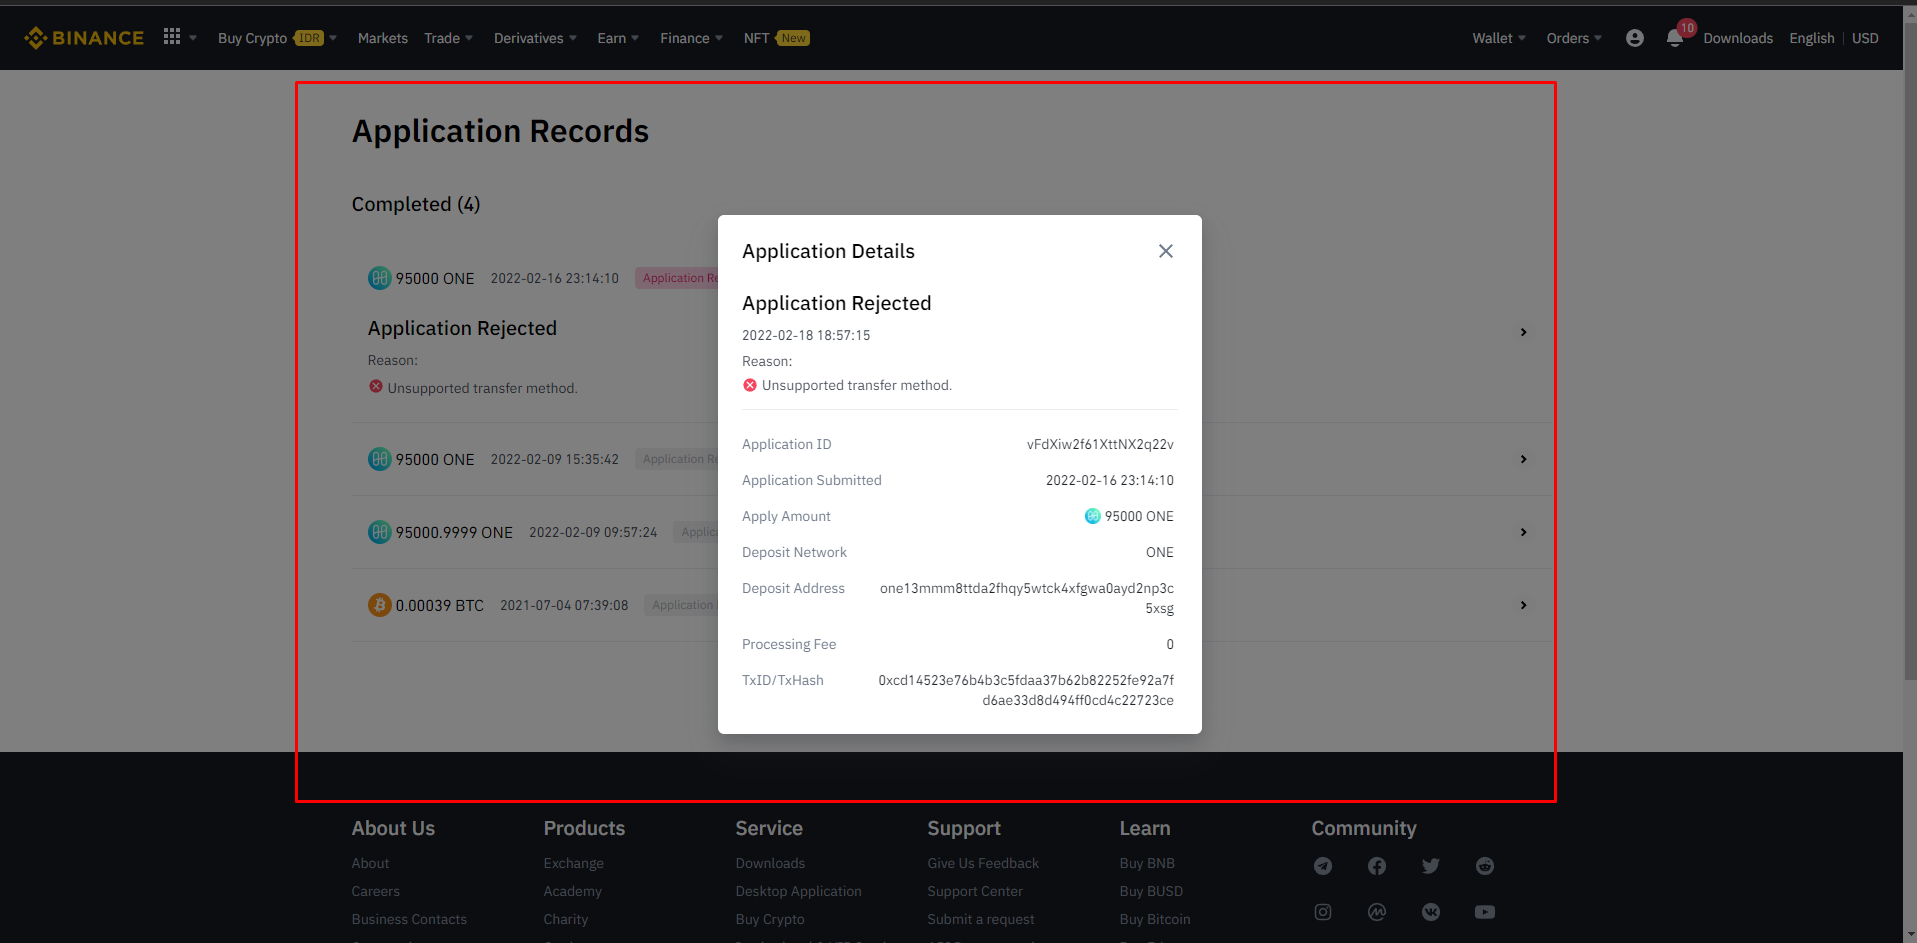 BINANCE
Buy Crypto IDR Markets Trade Derivatives Earn Finance NFT New Wallet Orders 10 Downloads English USD
Application Records
Completed (4)
95000 ONE 2022-02-16 23:14:10 Application Re
Application Rejected
Reason:
Unsupported transfer method.
95000 ONE 2022-02-09 15:35:42 Application Re
95000.9999 ONE 2022-02-09 09:57:24 Applica
0.00039 BTC 2021-07-04 07:39:08 Application
Application Details
Application Rejected
2022-02-18 18:57:15
Reason:
Unsupported transfer method.
Application ID vFdXiw2f61XttNX2q22v
Application Submitted 2022-02-16 23:14:10
Apply Amount 95000 ONE
Deposit Network ONE
Deposit Address one13mmm8ttda2fhqy5wtck4xfgwa0ayd2np3c
5xsg
Processing Fee 0
TxID/TxHash 0xcd14523e76b4b3c5fdaa37b62b82252fe92a7f
d6ae33d8d494ff0cd4c22723ce
About Us Products Service Support Learn Community
About Exchange Downloads Give Us Feedback Buy BNB
Careers Academy Desktop Application Support Center Buy BUSD
Business Contacts Charity Buy Crypto Submit a request Buy Bitcoin